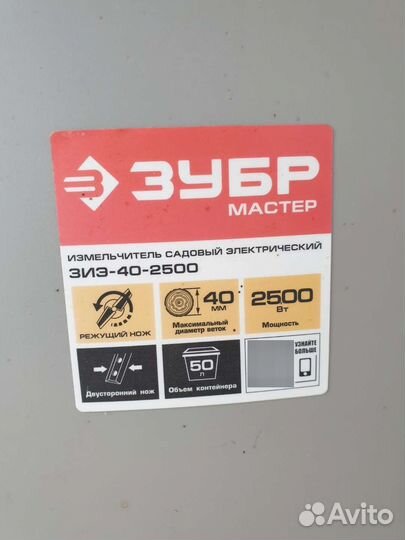 ЗУБР
МАСТЕР
ИЗМЕЛЬЧИТЕЛЬ САДОВЫЙ ЭЛЕКТРИЧЕСКИЙ
ЗИЭ-40-2500
РЕЖУЩИЙ НОЖ
40 ММ
Максимальный
диаметр веток
2500
Вт
Мощность
Двусторонний нож
50
Л
Объем контейнера
УЗНАЙТЕ
БОЛЬШЕ
Avito